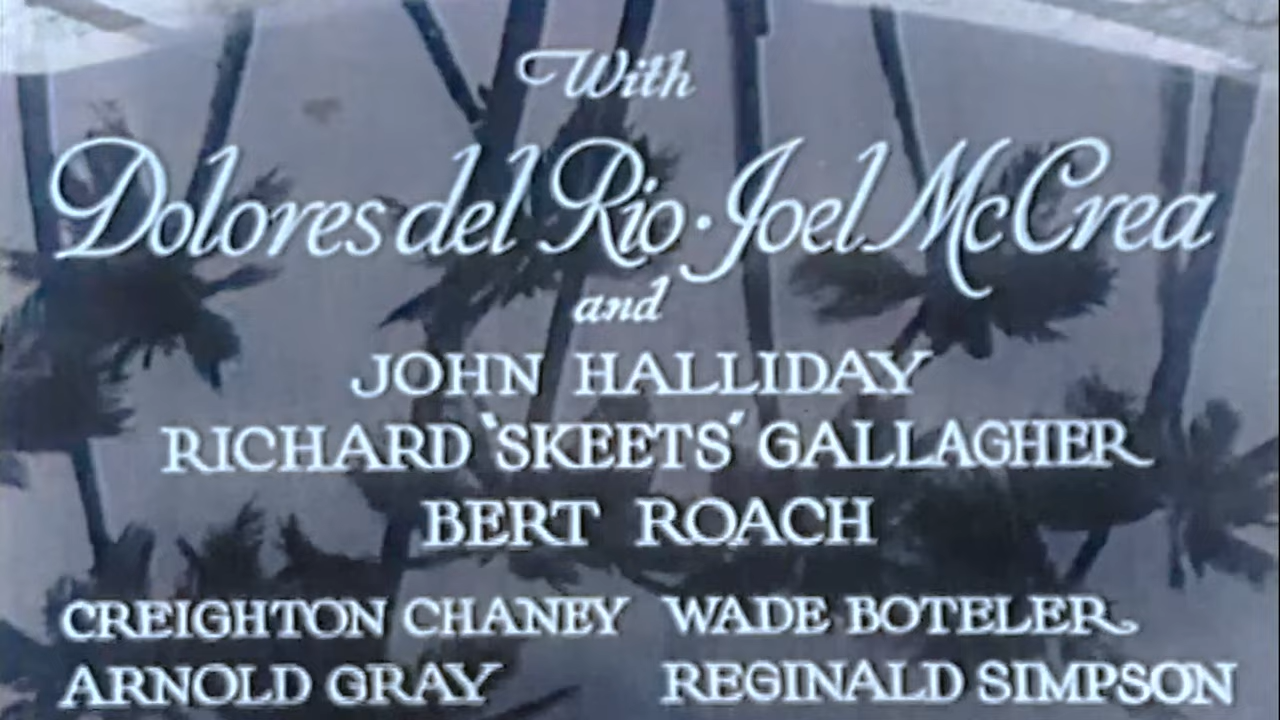 With
Dolores del Rio · Joel McCrea
and
JOHN HALLIDAY
RICHARD "SKEETS" GALLAGHER
BERT ROACH
CREIGHTON CHANEY WADE BOTELER
ARNOLD GRAY REGINALD SIMPSON